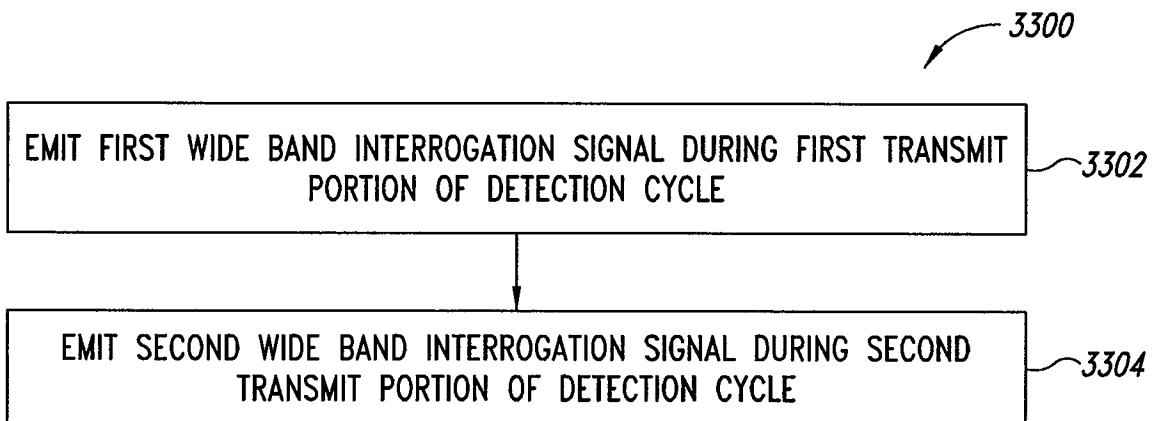 3300
EMIT FIRST WIDE BAND INTERROGATION SIGNAL DURING FIRST TRANSMIT
PORTION OF DETECTION CYCLE
3302
EMIT SECOND WIDE BAND INTERROGATION SIGNAL DURING SECOND
TRANSMIT PORTION OF DETECTION CYCLE
3304